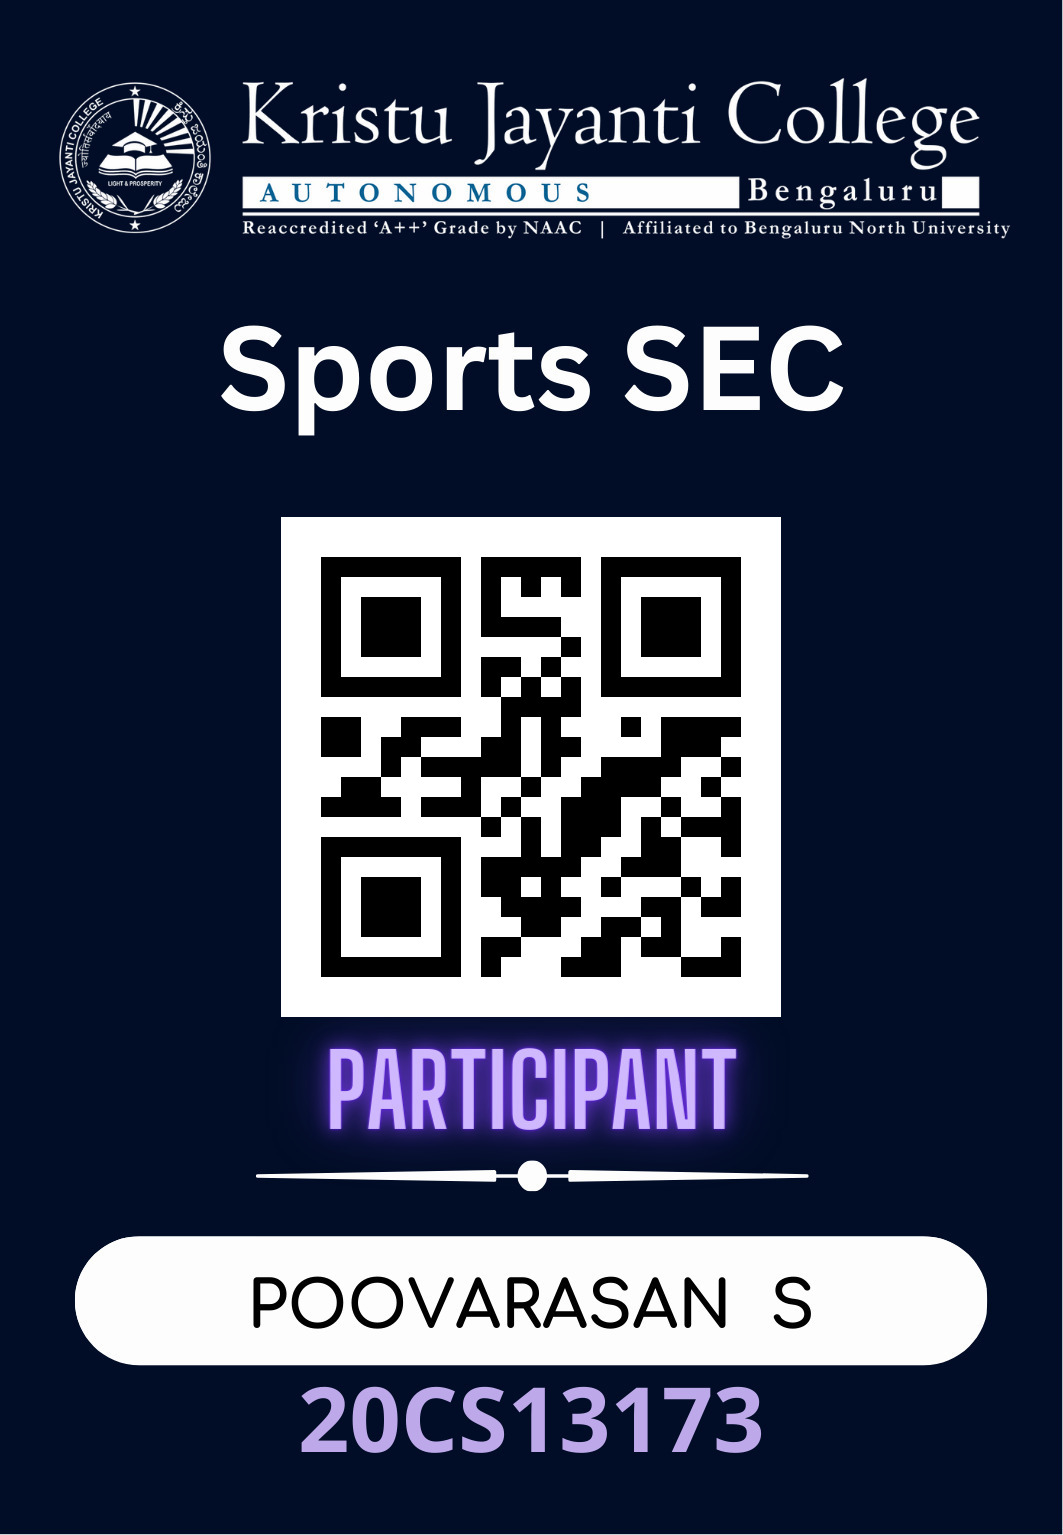 KRISTU JAYANTI COLLEGE
ಕ್ರಿಸ್ತು ಜಯಂತಿ ಕಾಲೇಜು
LIGHT & PROSPERITY
Kristu Jayanti College
AUTONOMOUS Bengaluru
Reaccredited ‘A++’ Grade by NAAC | Affiliated to Bengaluru North University
Sports SEC
PARTICIPANT
POOVARASAN S
20CS13173